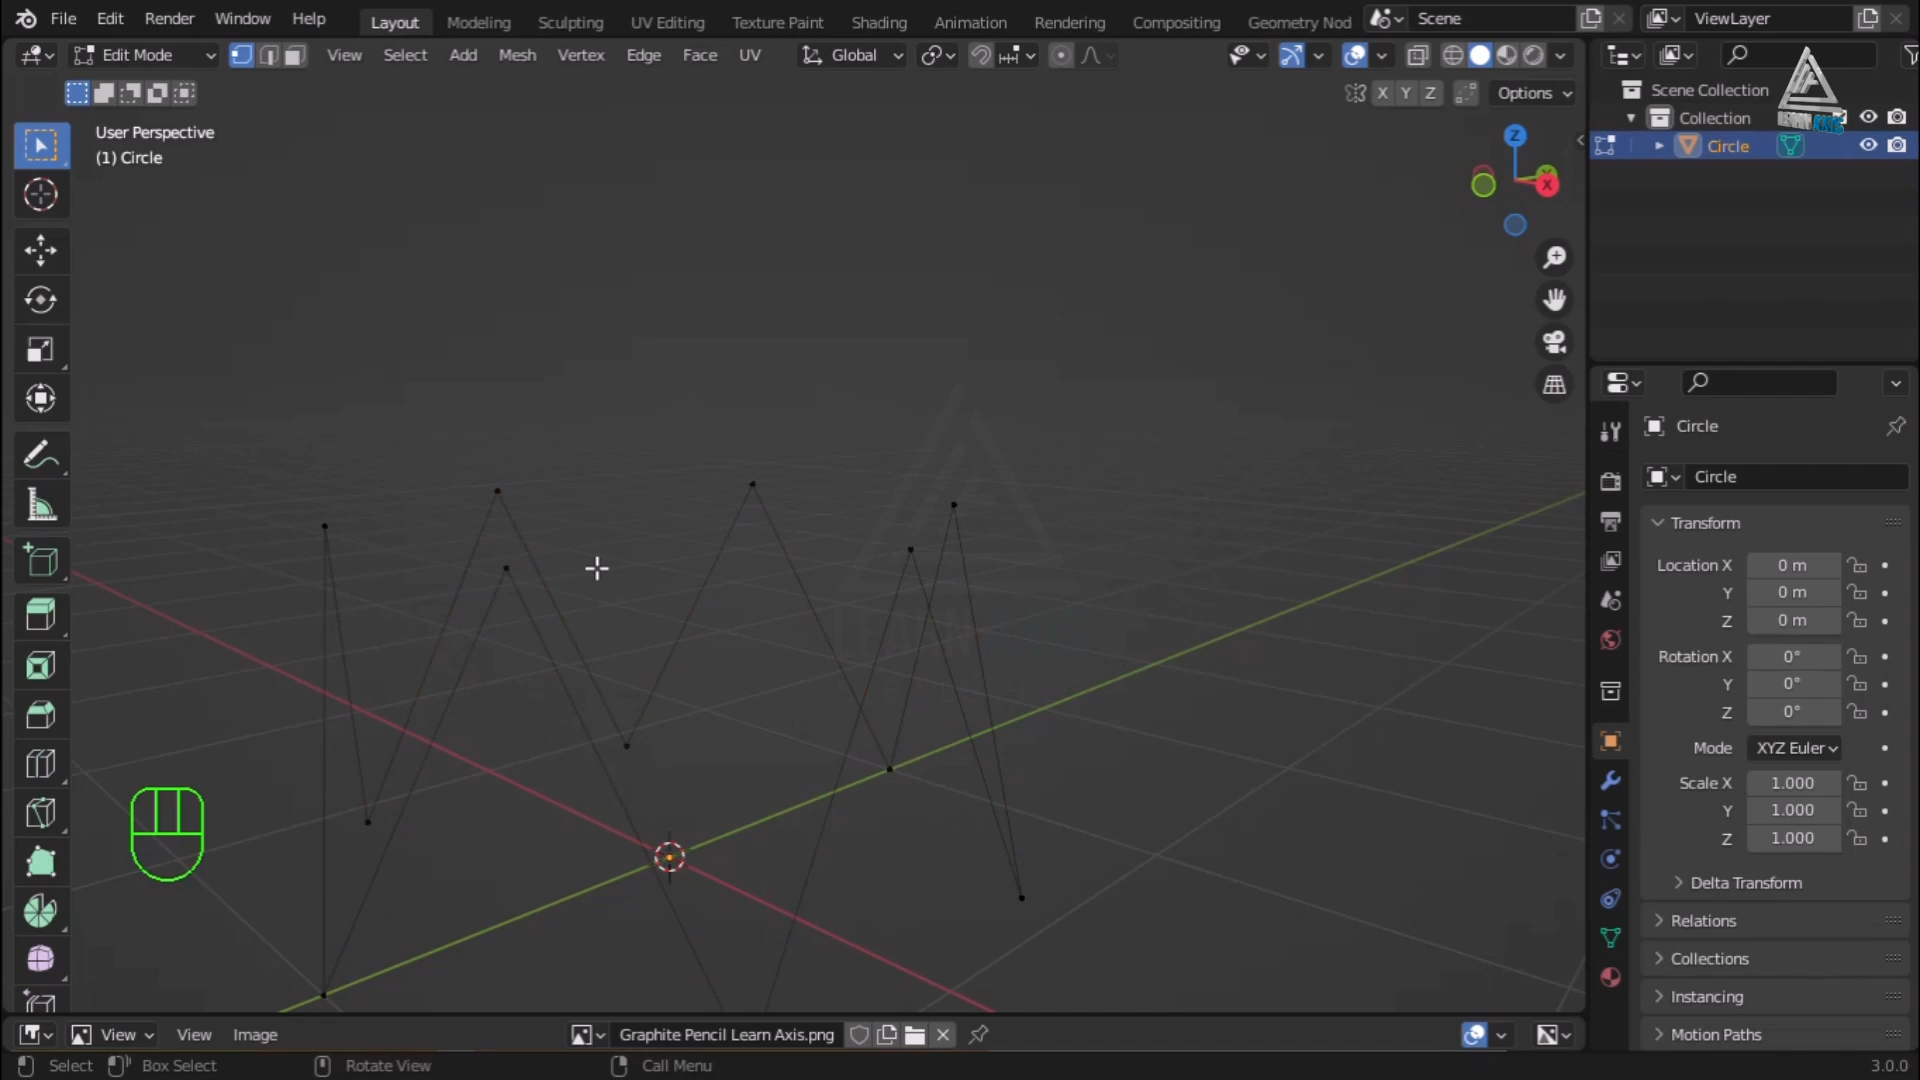 File Edit Render Window Help Layout Modeling Sculpting UV Editing Texture Paint Shading Animation Rendering Compositing Geometry Nod Scene ViewLayer
Edit Mode View Select Add Mesh Vertex Edge Face UV Global
X Y Z Options
User Perspective
(1) Circle
Z
X
Scene Collection
Collection
Circle
Circle
Circle
Transform
Location X 0 m
Y 0 m
Z 0 m
Rotation X 0°
Y 0°
Z 0°
Mode XYZ Euler
Scale X 1.000
Y 1.000
Z 1.000
Delta Transform
Relations
Collections
Instancing
Motion Paths
View View Image Graphite Pencil Learn Axis.png
Select Box Select Rotate View Call Menu 3.0.0